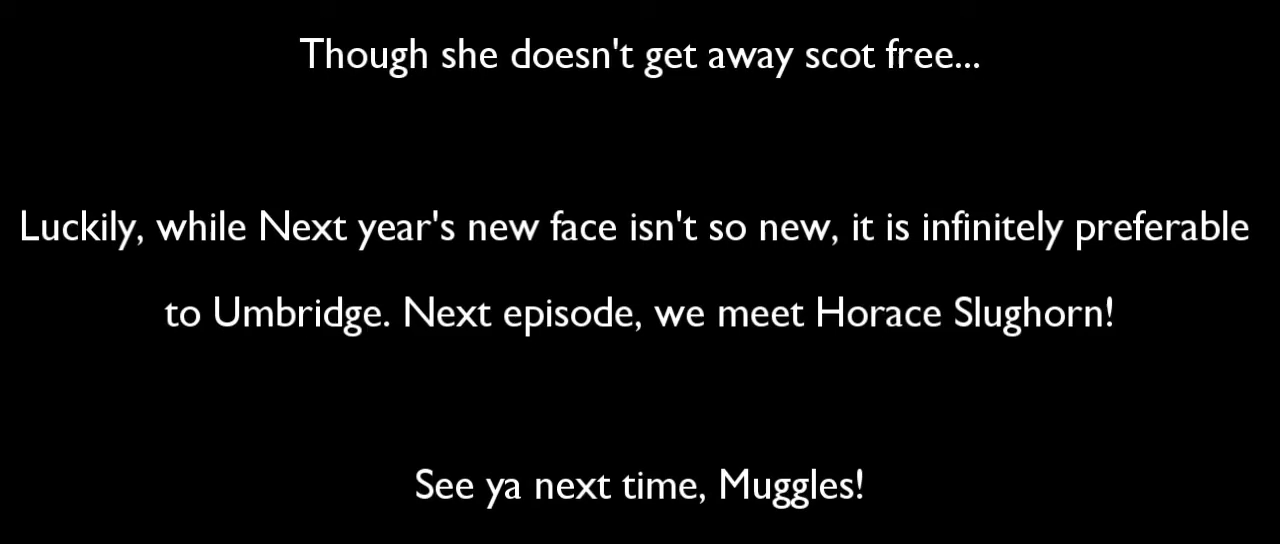 Though she doesn't get away scot free...
Luckily, while Next year's new face isn't so new, it is infinitely preferable
to Umbridge. Next episode, we meet Horace Slughorn!
See ya next time, Muggles!